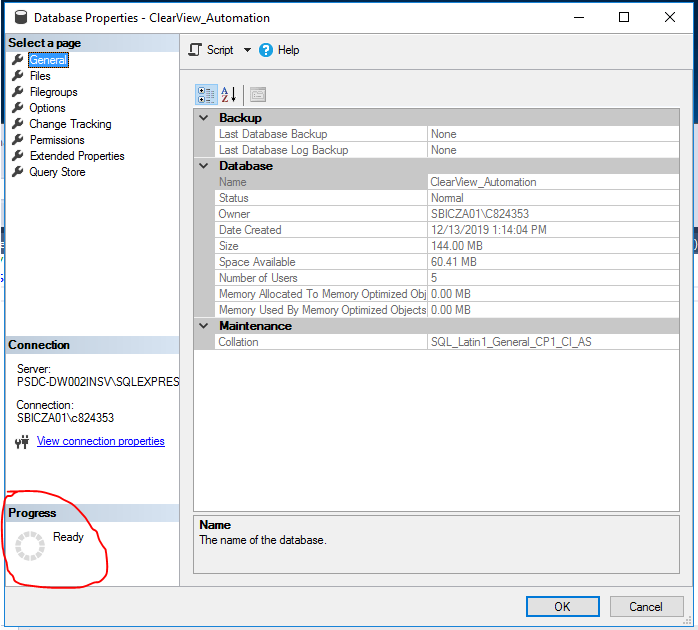 Database Properties - ClearView_Automation
Select a page
General
Files
Filegroups
Options
Change Tracking
Permissions
Extended Properties
Query Store
Connection
Server:
PSDC-DW002INSV\SQLEXPRES
Connection:
SBICZA01\c824353
View connection properties
Progress
Ready
Script Help
Backup
Last Database Backup None
Last Database Log Backup None
Database
Name ClearView_Automation
Status Normal
Owner SBICZA01\C824353
Date Created 12/13/2019 1:14:04 PM
Size 144.00 MB
Space Available 60.41 MB
Number of Users 5
Memory Allocated To Memory Optimized Obj 0.00 MB
Memory Used By Memory Optimized Objects 0.00 MB
Maintenance
Collation SQL_Latin1_General_CP1_CI_AS
Name
The name of the database.
OK Cancel